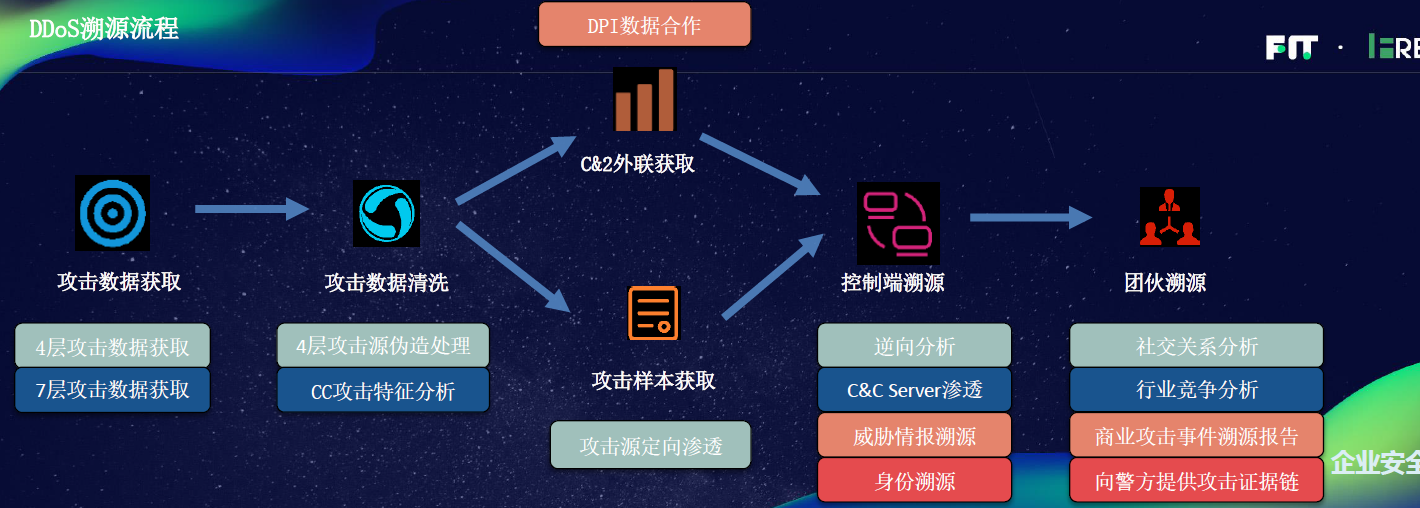 DDoS溯源流程
DPI数据合作
FIT · FRE
C&2外联获取
攻击数据获取
攻击数据清洗
控制端溯源
团伙溯源
攻击样本获取
4层攻击数据获取
7层攻击数据获取
4层攻击源伪造处理
CC攻击特征分析
攻击源定向渗透
逆向分析
C&C Server渗透
威胁情报溯源
身份溯源
社交关系分析
行业竞争分析
商业攻击事件溯源报告
向警方提供攻击证据链
企业安全